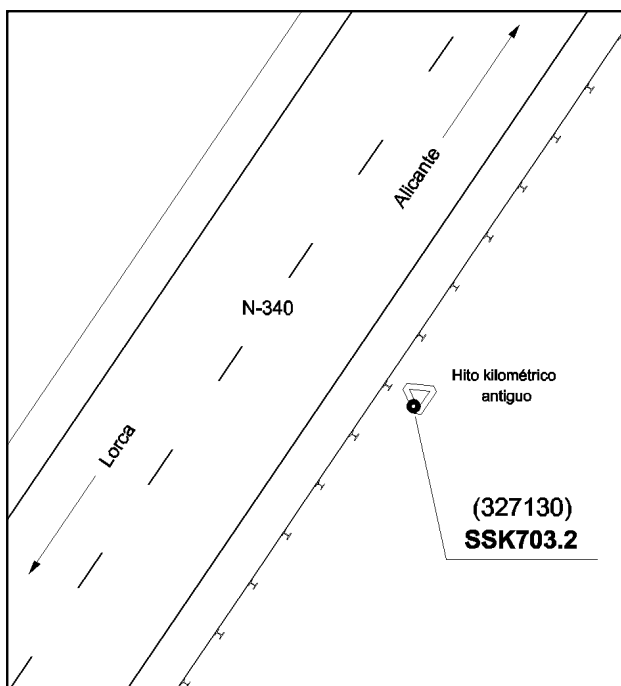 Alicante
N-340
Hito kilométrico
antiguo
Lorca
(327130)
SSK703.2